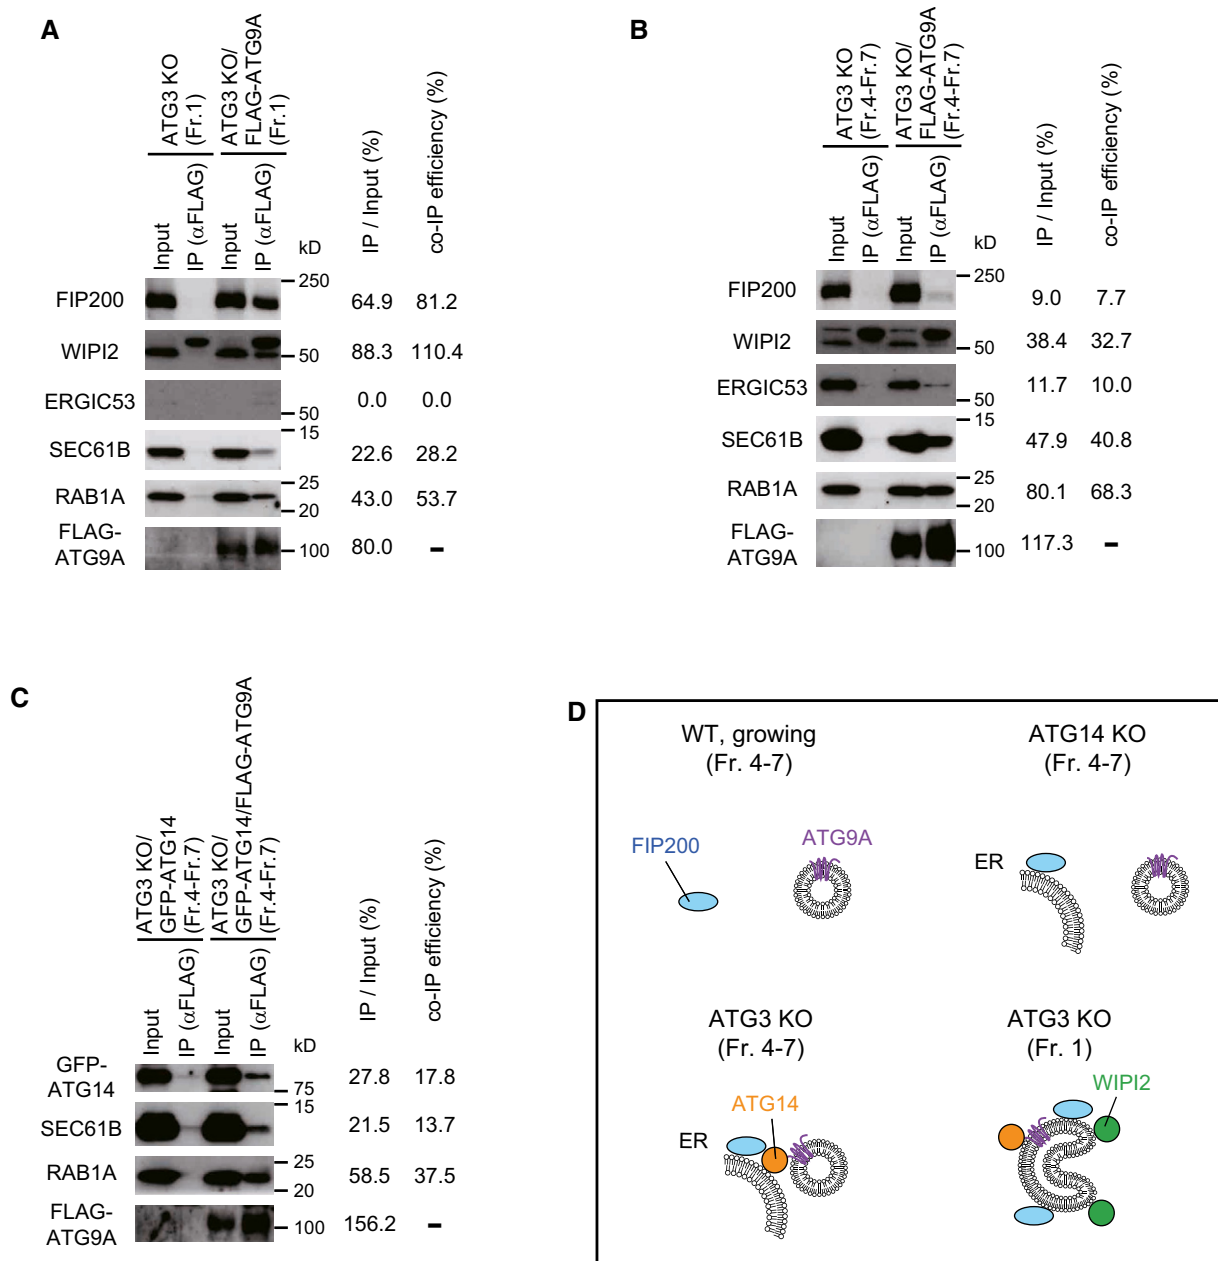 A
ATG3 KO
(Fr.1)
ATG3 KO/
FLAG-ATG9A
(Fr.1)
Input
IP (αFLAG)
Input
IP (αFLAG)
kD
IP / Input (%)
co-IP efficiency (%)
FIP200
250
64.9 81.2
WIPI2
50
88.3 110.4
ERGIC53
50
0.0 0.0
SEC61B
15
22.6 28.2
RAB1A
25
20
43.0 53.7
FLAG-
ATG9A
100
80.0 -
B
ATG3 KO
(Fr.4-Fr.7)
ATG3 KO/
FLAG-ATG9A
(Fr.4-Fr.7)
Input
IP (αFLAG)
Input
IP (αFLAG)
kD
IP / Input (%)
co-IP efficiency (%)
FIP200
250
9.0 7.7
WIPI2
50
38.4 32.7
ERGIC53
50
11.7 10.0
SEC61B
15
47.9 40.8
RAB1A
25
20
80.1 68.3
FLAG-
ATG9A
100
117.3 -
C
ATG3 KO/
GFP-ATG14
(Fr.4-Fr.7)
ATG3 KO/
GFP-ATG14/FLAG-ATG9A
(Fr.4-Fr.7)
Input
IP (αFLAG)
Input
IP (αFLAG)
kD
IP / Input (%)
co-IP efficiency (%)
GFP-
ATG14
75
27.8 17.8
SEC61B
15
21.5 13.7
RAB1A
25
20
58.5 37.5
FLAG-
ATG9A
100
156.2 -
D
WT, growing
(Fr. 4-7)
FIP200
ATG9A
ATG14 KO
(Fr. 4-7)
ER
ATG3 KO
(Fr. 4-7)
ATG14
ER
ATG3 KO
(Fr. 1)
WIPI2